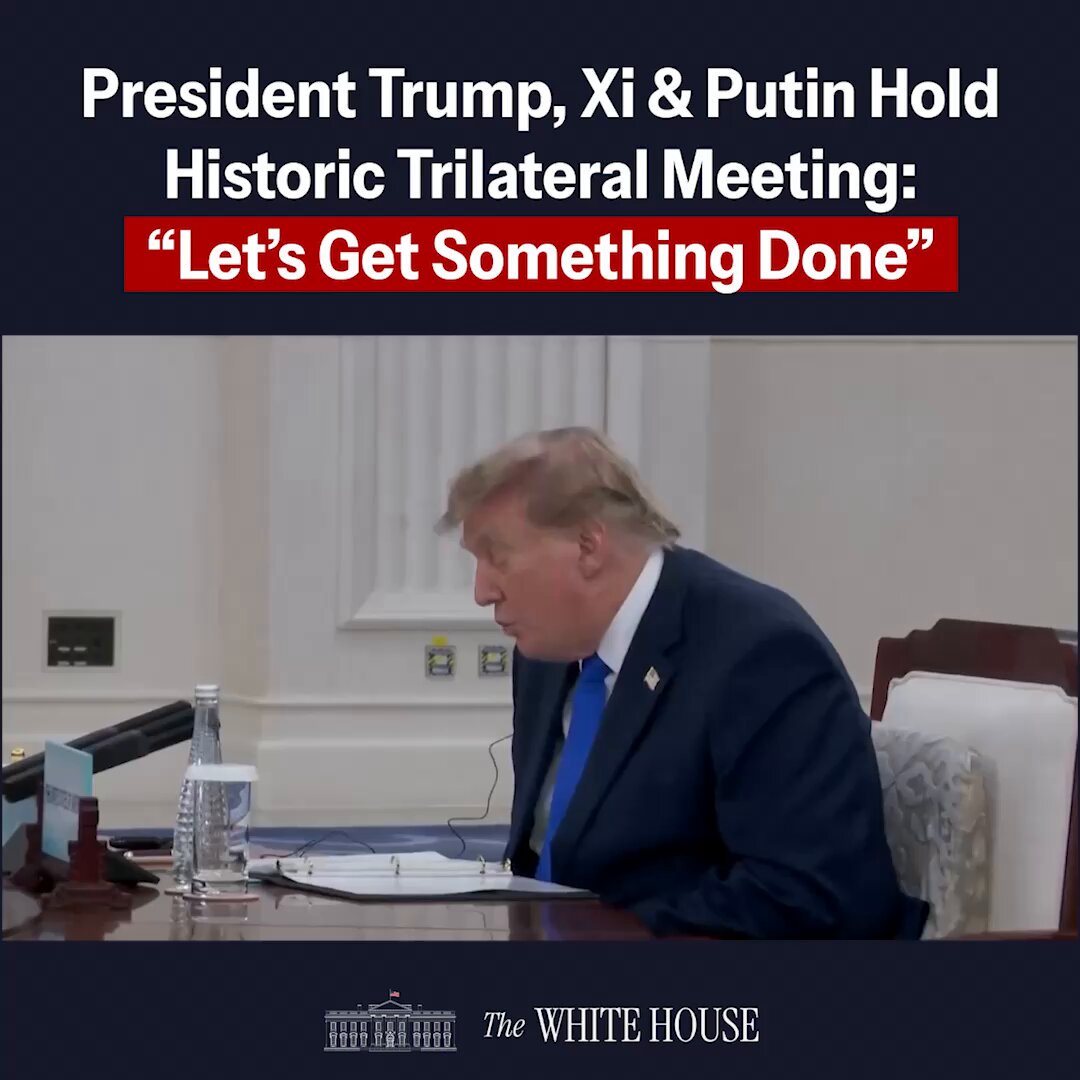 President Trump, Xi & Putin Hold
Historic Trilateral Meeting:
“Let’s Get Something Done”
The WHITE HOUSE